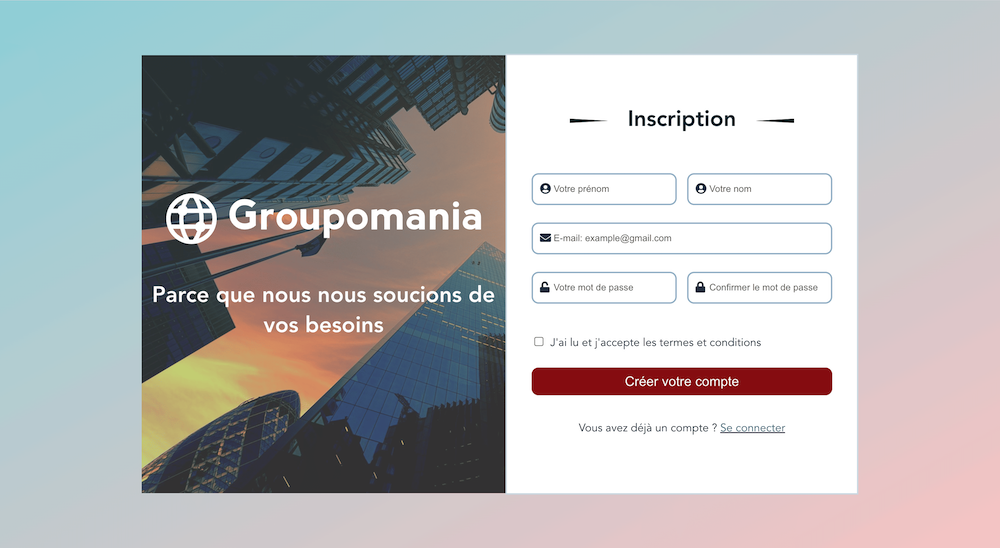 Groupomania
Parce que nous nous soucions de
vos besoins
Inscription
Votre prénom
Votre nom
E-mail: example@gmail.com
Votre mot de passe
Confirmer le mot de passe
J'ai lu et j'accepte les termes et conditions
Créer votre compte
Vous avez déjà un compte ? Se connecter